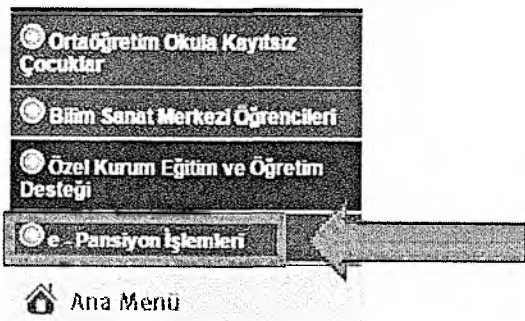 Ortaöğretim Okula Kayıtsız
Çocuklar
Bilim Sanat Merkezi Öğrencileri
Özel Kurum Eğitim ve Öğretim
Desteği
e - Pansiyon İşlemleri
Ana Menü